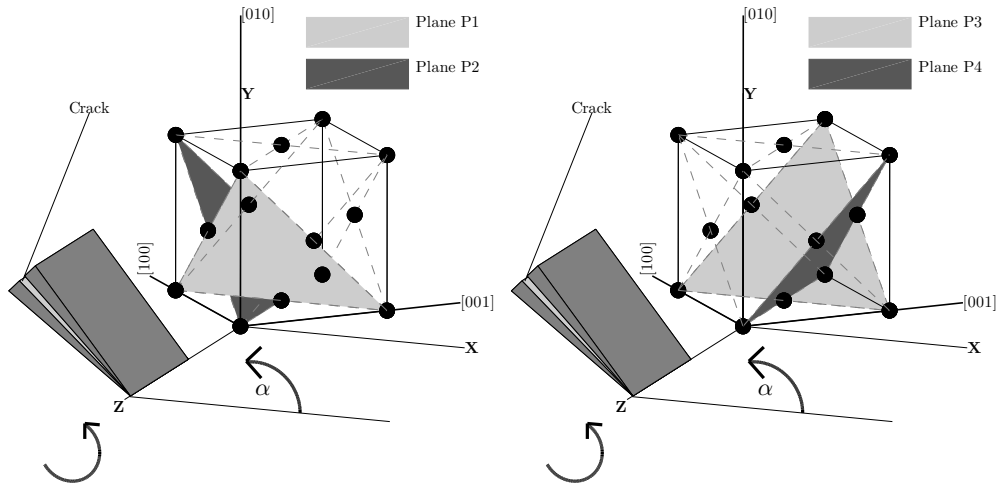 [010]
Plane P1
Plane P2
Y
Crack
[100]
[001]
X
α
Z
[010]
Plane P3
Plane P4
Y
Crack
[100]
[001]
X
α
Z